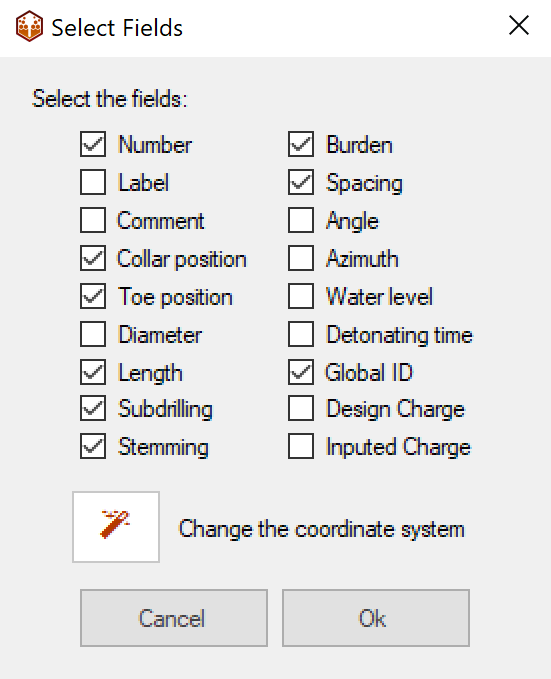 Select Fields
Select the fields:
Number
Label
Comment
Collar position
Toe position
Diameter
Length
Subdrilling
Stemming
Burden
Spacing
Angle
Azimuth
Water level
Detonating time
Global ID
Design Charge
Inputed Charge
Change the coordinate system
Cancel
Ok